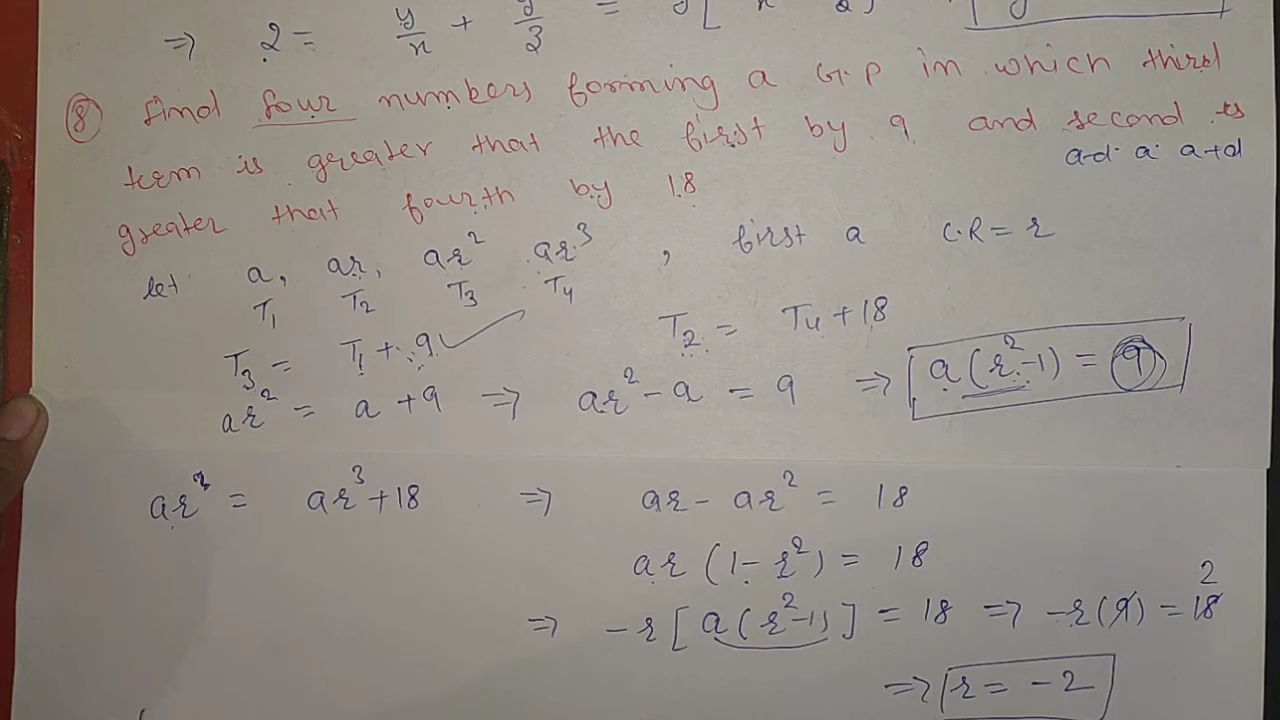 ⇒ 2 = y/x + y/3 =
⑧ Find four numbers forming a G.P in which third
term is greater that the first by 9 and second is
a-d. a. a+d
greater that fourth by 18
let a, ar, ar² ar³ , first a C.R = r
T₁ T₂ T₃ T₄
T₃ = T₁ + 9 ✓ T₂ = T₄ + 18
ar² = a + 9 ⇒ ar² - a = 9 ⇒ a(r² - 1) = 9
ar² = ar³ + 18 ⇒ ar - ar² = 18
ar (1 - r²) = 18
⇒ -r [a(r² - 1)] = 18 ⇒ -r(9) = 18 2
⇒ r = -2